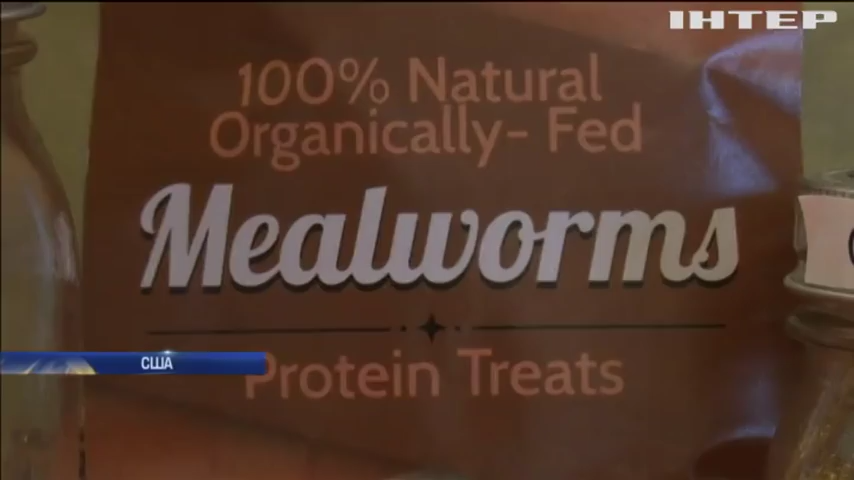 ІНТЕР
100% Natural
Organically- Fed
Mealworms
США
Protein Treats